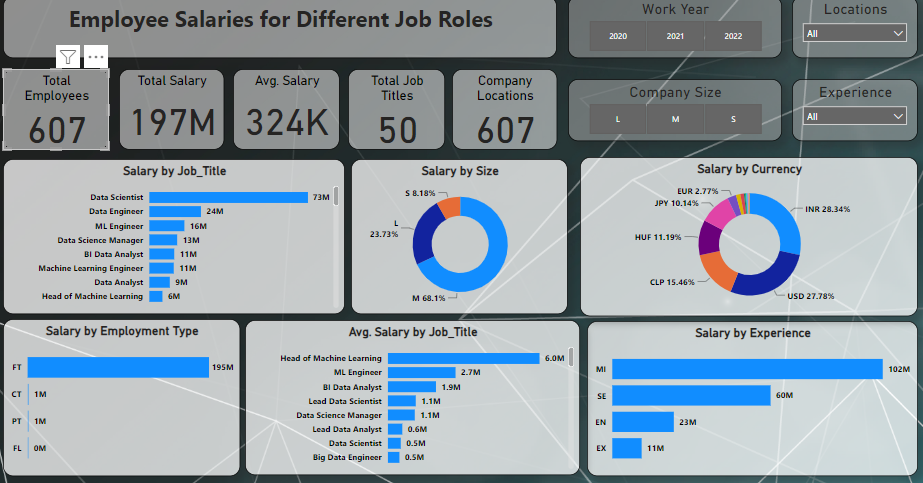 Employee Salaries for Different Job Roles
Work Year
2020
2021
2022
Locations
All
Total
Employees
607
Total Salary
197M
Avg. Salary
324K
Total Job
Titles
50
Company
Locations
607
Company Size
L
M
S
Experience
All
Salary by Job_Title
Data Scientist 73M
Data Engineer 24M
ML Engineer 16M
Data Science Manager 13M
BI Data Analyst 11M
Machine Learning Engineer 11M
Data Analyst 9M
Head of Machine Learning 6M
Salary by Size
S 8.18%
L
23.73%
M 68.1%
Salary by Currency
EUR 2.77%
JPY 10.14%
INR 28.34%
HUF 11.19%
CLP 15.46%
USD 27.78%
Salary by Employment Type
FT 195M
CT 1M
PT 1M
FL 0M
Avg. Salary by Job_Title
Head of Machine Learning 6.0M
ML Engineer 2.7M
BI Data Analyst 1.9M
Lead Data Scientist 1.1M
Data Science Manager 1.1M
Lead Data Analyst 0.6M
Data Scientist 0.5M
Big Data Engineer 0.5M
Salary by Experience
MI 102M
SE 60M
EN 23M
EX 11M